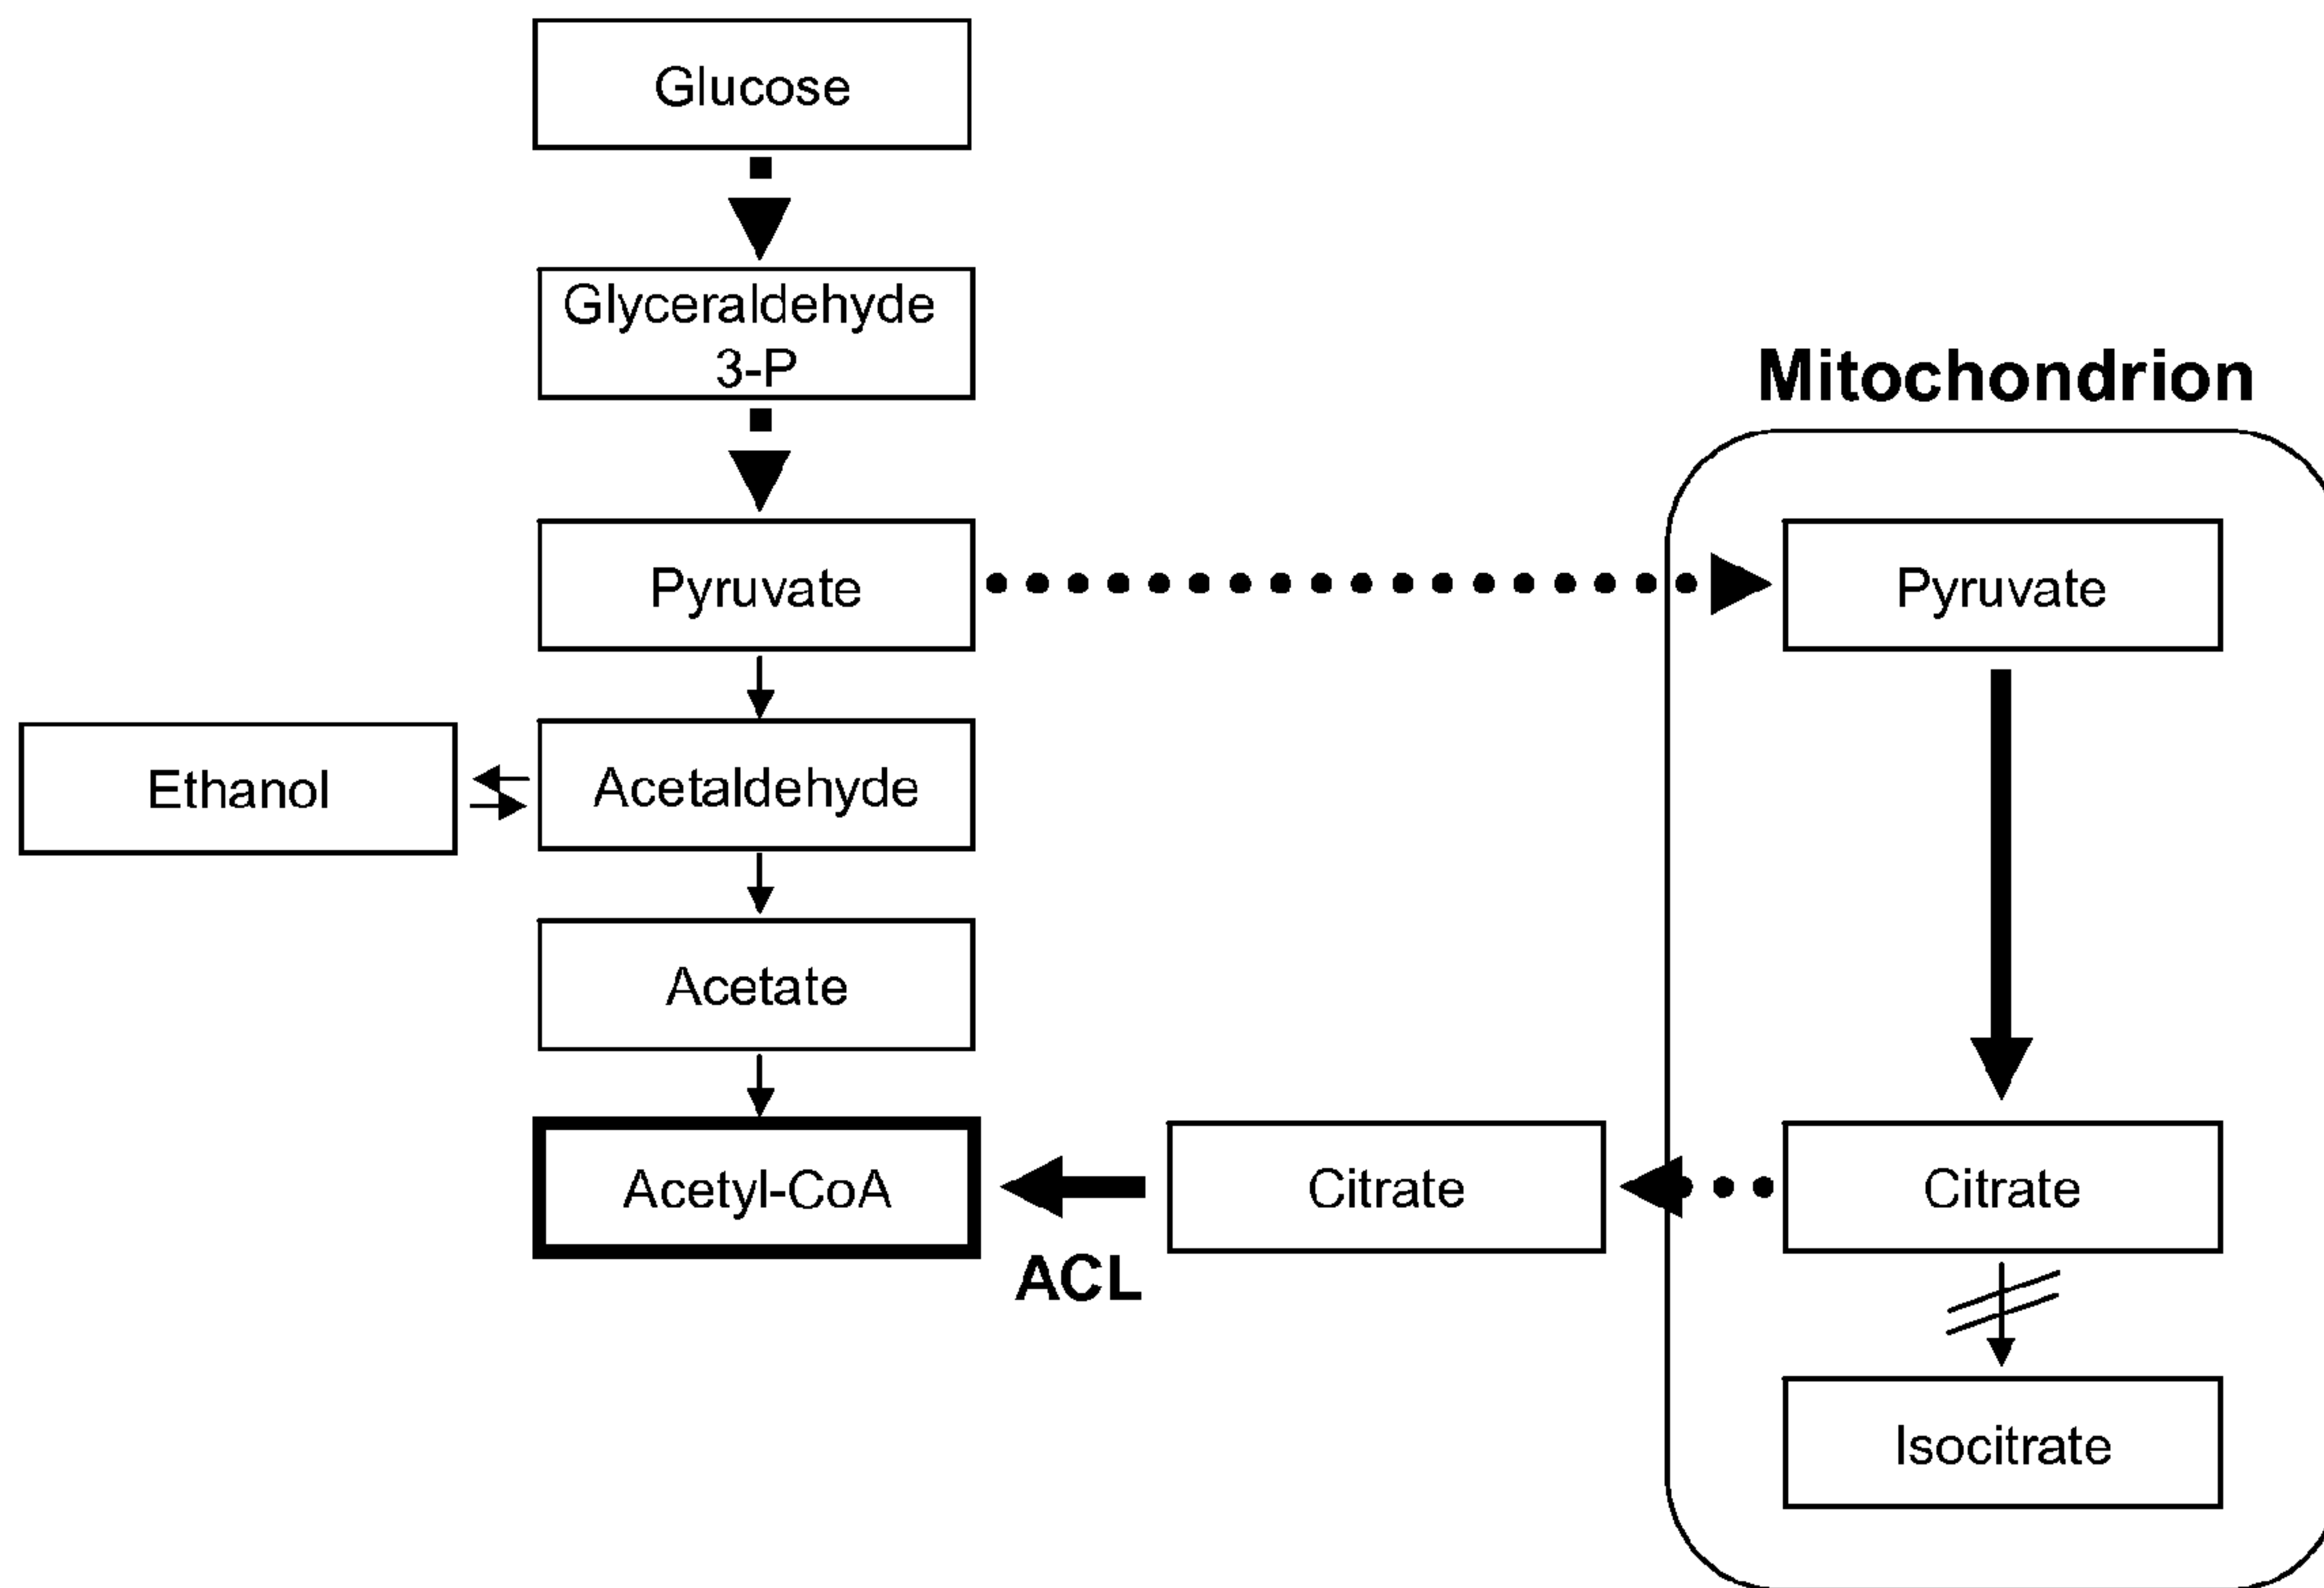 Glucose
Glyceraldehyde
3-P
Mitochondrion
Pyruvate
Pyruvate
Ethanol
Acetaldehyde
Acetate
Acetyl-CoA
Citrate
Citrate
ACL
Isocitrate